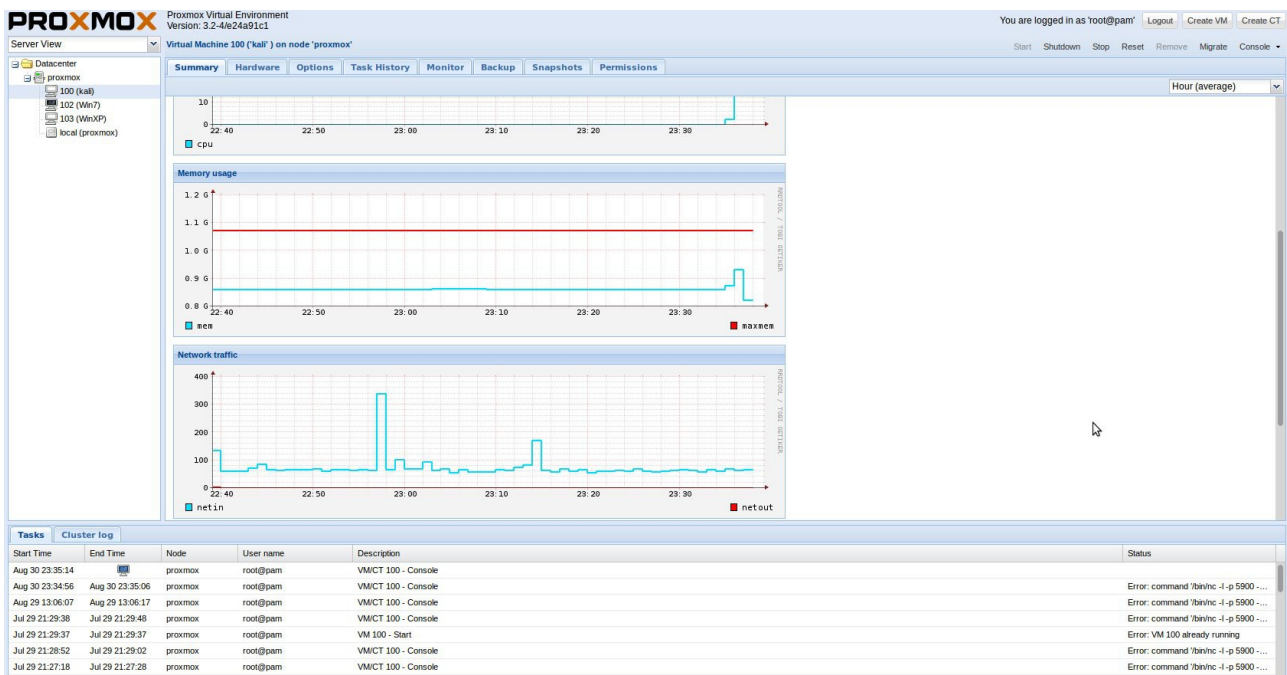 PROXMOX
Proxmox Virtual Environment
Version: 3.2-4/e24a91c1
You are logged in as 'root@pam' Logout Create VM Create CT
Server View
Virtual Machine 100 ('kali' ) on node 'proxmox'
Start Shutdown Stop Reset Remove Migrate Console
Datacenter
proxmox
100 (kali)
102 (Win7)
103 (WinXP)
local (proxmox)
Summary Hardware Options Task History Monitor Backup Snapshots Permissions
Hour (average)
10
0
22:40 22:50 23:00 23:10 23:20 23:30
cpu
Memory usage
1.2 G
1.1 G
1.0 G
0.9 G
0.8 G
22:40 22:50 23:00 23:10 23:20 23:30
mem maxmem
RRDTOOL / TOBI OETIKER
Network traffic
400
300
200
100
0
22:40 22:50 23:00 23:10 23:20 23:30
netin netout
RRDTOOL / TOBI OETIKER
Tasks Cluster log
Start Time End Time Node User name Description Status
Aug 30 23:35:14 proxmox root@pam VM/CT 100 - Console
Aug 30 23:34:56 Aug 30 23:35:06 proxmox root@pam VM/CT 100 - Console Error: command '/bin/nc -l -p 5900 -...
Aug 29 13:06:07 Aug 29 13:06:17 proxmox root@pam VM/CT 100 - Console Error: command '/bin/nc -l -p 5900 -...
Jul 29 21:29:38 Jul 29 21:29:48 proxmox root@pam VM/CT 100 - Console Error: command '/bin/nc -l -p 5900 -...
Jul 29 21:29:37 Jul 29 21:29:37 proxmox root@pam VM 100 - Start Error: VM 100 already running
Jul 29 21:28:52 Jul 29 21:29:02 proxmox root@pam VM/CT 100 - Console Error: command '/bin/nc -l -p 5900 -...
Jul 29 21:27:18 Jul 29 21:27:28 proxmox root@pam VM/CT 100 - Console Error: command '/bin/nc -l -p 5900 -...